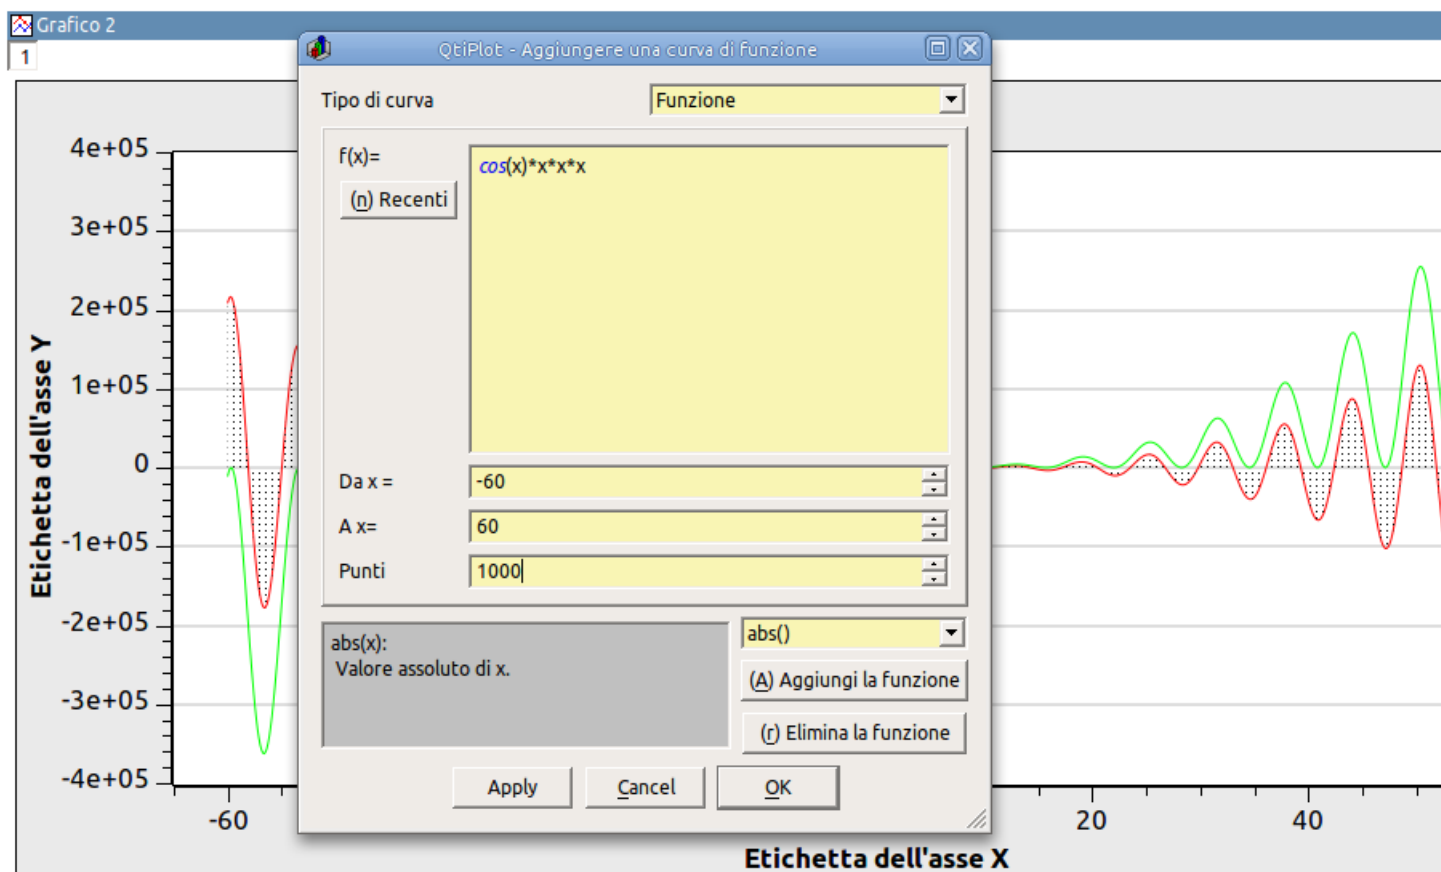 Grafico 2
1
QtiPlot - Aggiungere una curva di funzione
Tipo di curva
Funzione
f(x)=
cos(x)*x*x*x
(n) Recenti
Da x =
-60
A x=
60
Punti
1000
abs(x):
Valore assoluto di x.
abs()
(A) Aggiungi la funzione
(r) Elimina la funzione
Apply
Cancel
OK
4e+05
3e+05
2e+05
1e+05
0
-1e+05
-2e+05
-3e+05
-4e+05
Etichetta dell'asse Y
-60
20
40
Etichetta dell'asse X